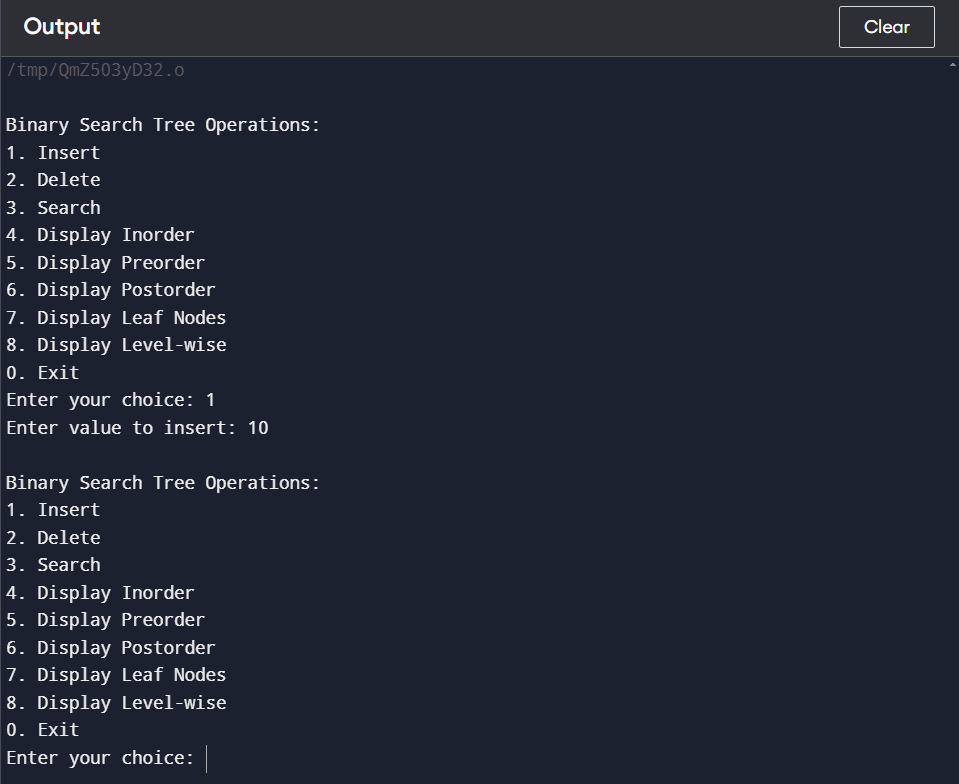 Output
Clear
/tmp/QmZ5O3yD32.o
Binary Search Tree Operations:
1. Insert
2. Delete
3. Search
4. Display Inorder
5. Display Preorder
6. Display Postorder
7. Display Leaf Nodes
8. Display Level-wise
0. Exit
Enter your choice: 1
Enter value to insert: 10
Binary Search Tree Operations:
1. Insert
2. Delete
3. Search
4. Display Inorder
5. Display Preorder
6. Display Postorder
7. Display Leaf Nodes
8. Display Level-wise
0. Exit
Enter your choice: